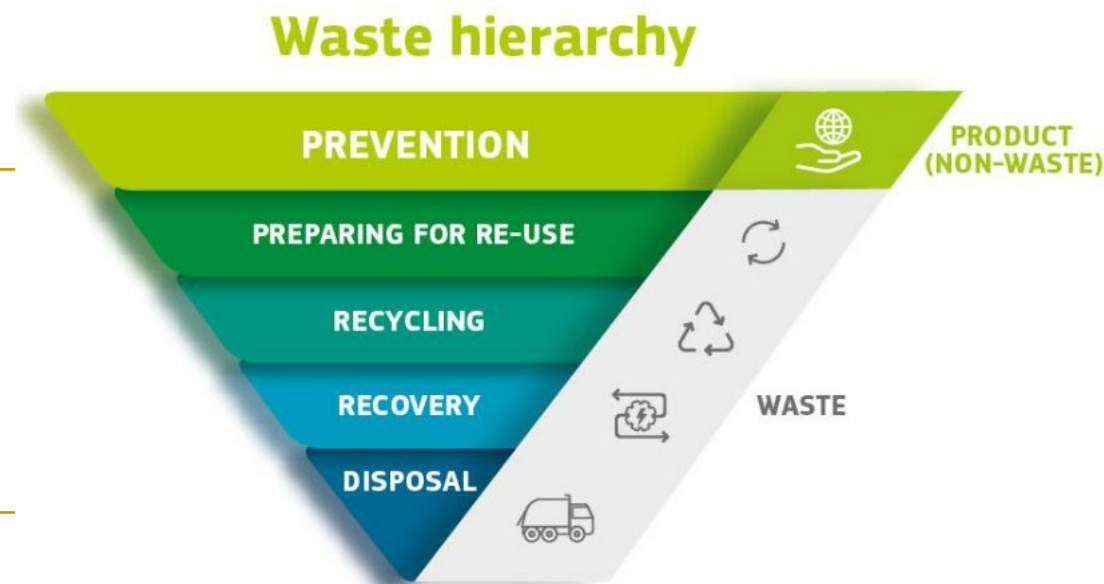 Waste hierarchy
PREVENTION
PRODUCT
(NON-WASTE)
PREPARING FOR RE-USE
RECYCLING
RECOVERY
WASTE
DISPOSAL